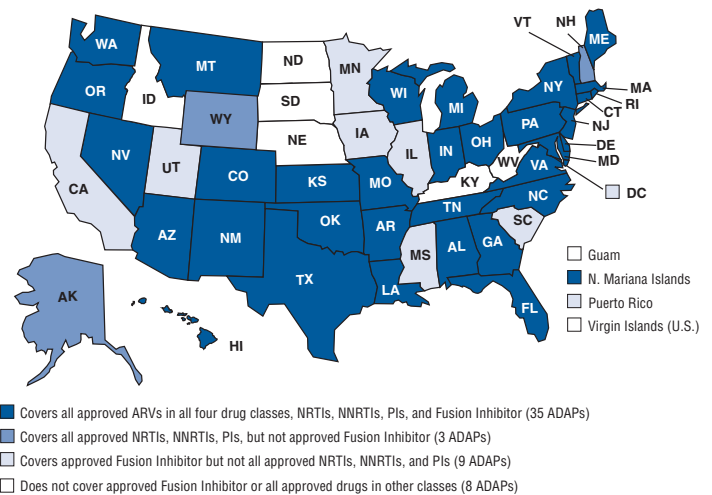 VT
NH
WA
ME
MT
ND
MN
OR
ID
SD
WI
MI
NY
MA
RI
CT
WY
NJ
PA
IA
NE
NV
UT
IL
IN
OH
DE
MD
WV
VA
CO
KS
MO
KY
DC
CA
NC
TN
OK
AR
SC
AZ
NM
MS
AL
GA
Guam
TX
N. Mariana Islands
LA
AK
Puerto Rico
FL
Virgin Islands (U.S.)
HI
Covers all approved ARVs in all four drug classes, NRTIs, NNRTIs, PIs, and Fusion Inhibitor (35 ADAPs)
Covers all approved NRTIs, NNRTIs, PIs, but not approved Fusion Inhibitor (3 ADAPs)
Covers approved Fusion Inhibitor but not all approved NRTIs, NNRTIs, and PIs (9 ADAPs)
Does not cover approved Fusion Inhibitor or all approved drugs in other classes (8 ADAPs)